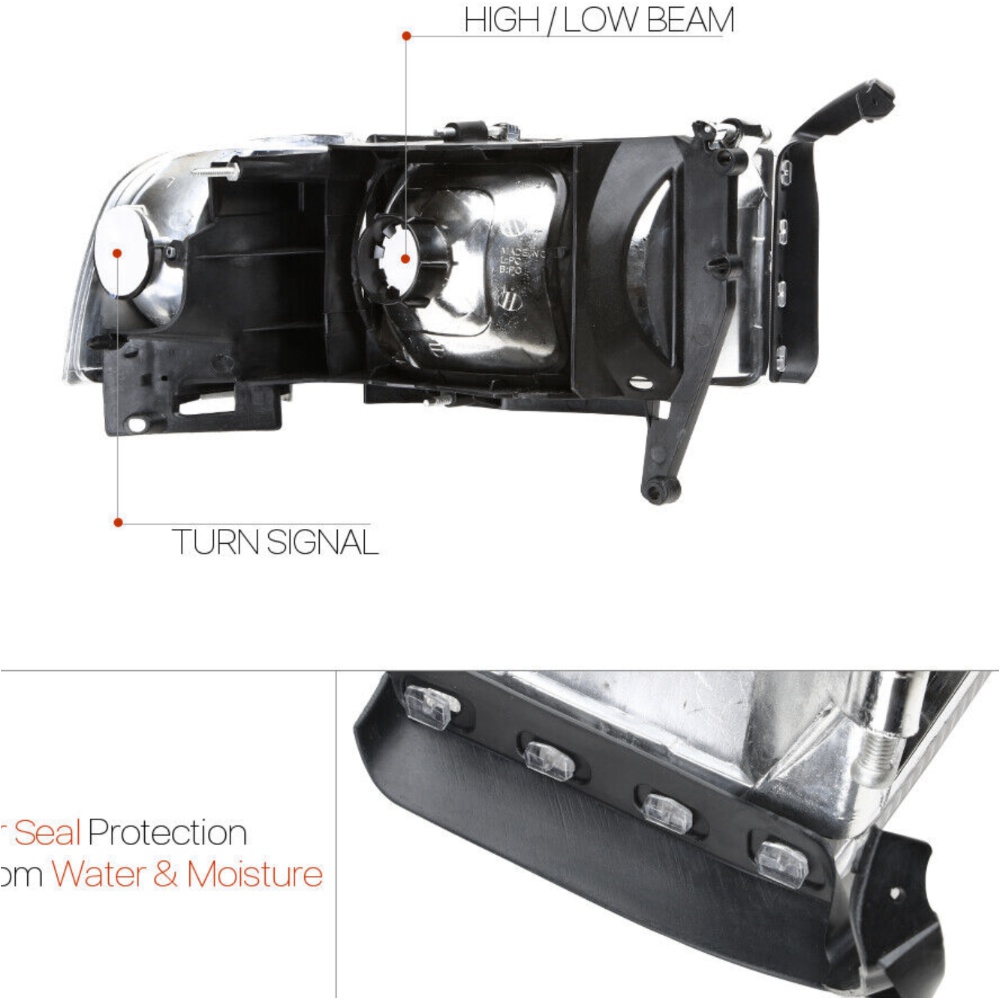 HIGH / LOW BEAM
TURN SIGNAL
r Seal Protection
om Water & Moisture